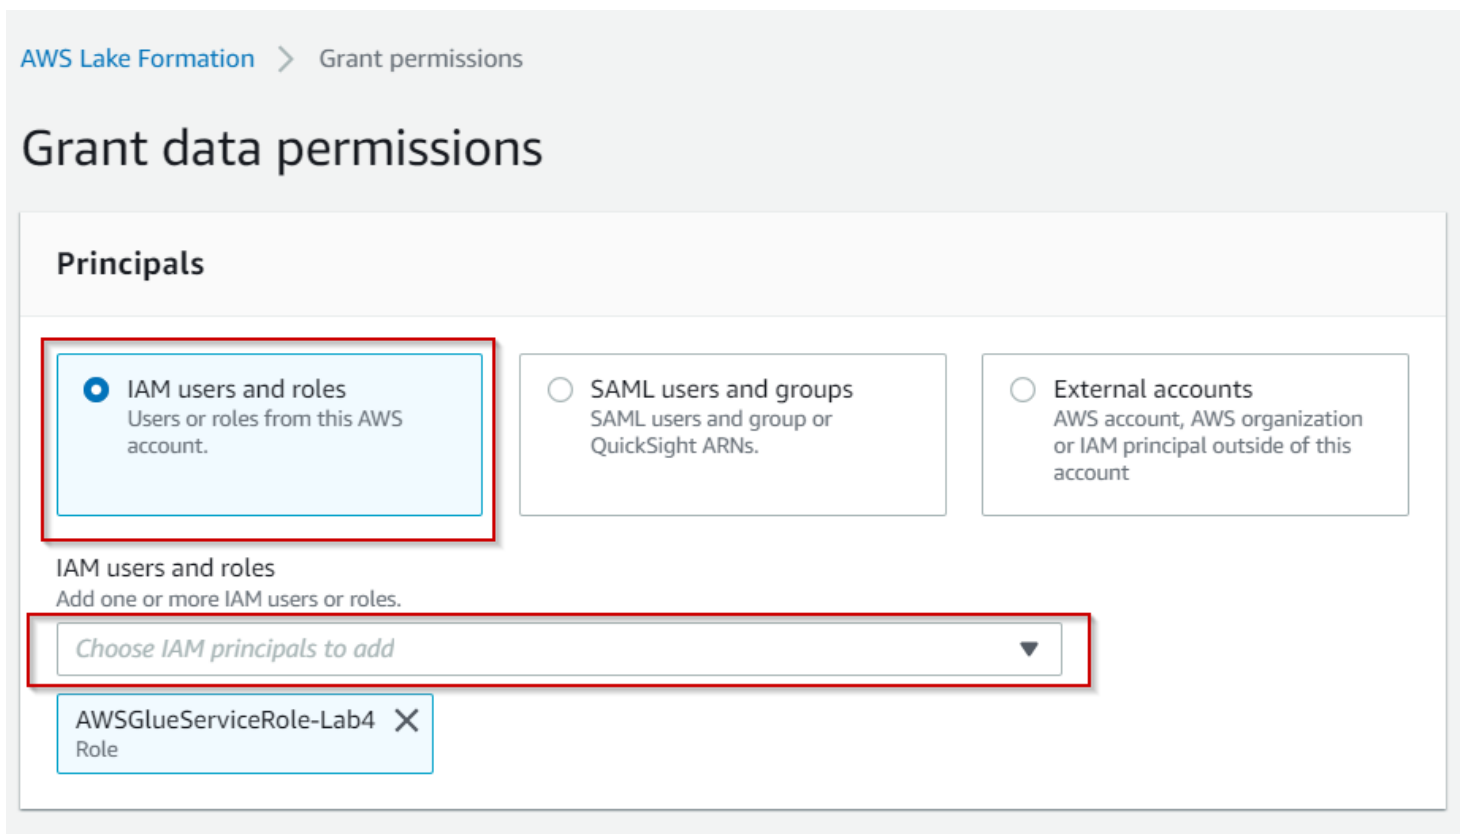 AWS Lake Formation > Grant permissions
Grant data permissions
Principals
IAM users and roles
Users or roles from this AWS
account.
SAML users and groups
SAML users and group or
QuickSight ARNs.
External accounts
AWS account, AWS organization
or IAM principal outside of this
account
IAM users and roles
Add one or more IAM users or roles.
Choose IAM principals to add
AWSGlueServiceRole-Lab4
Role